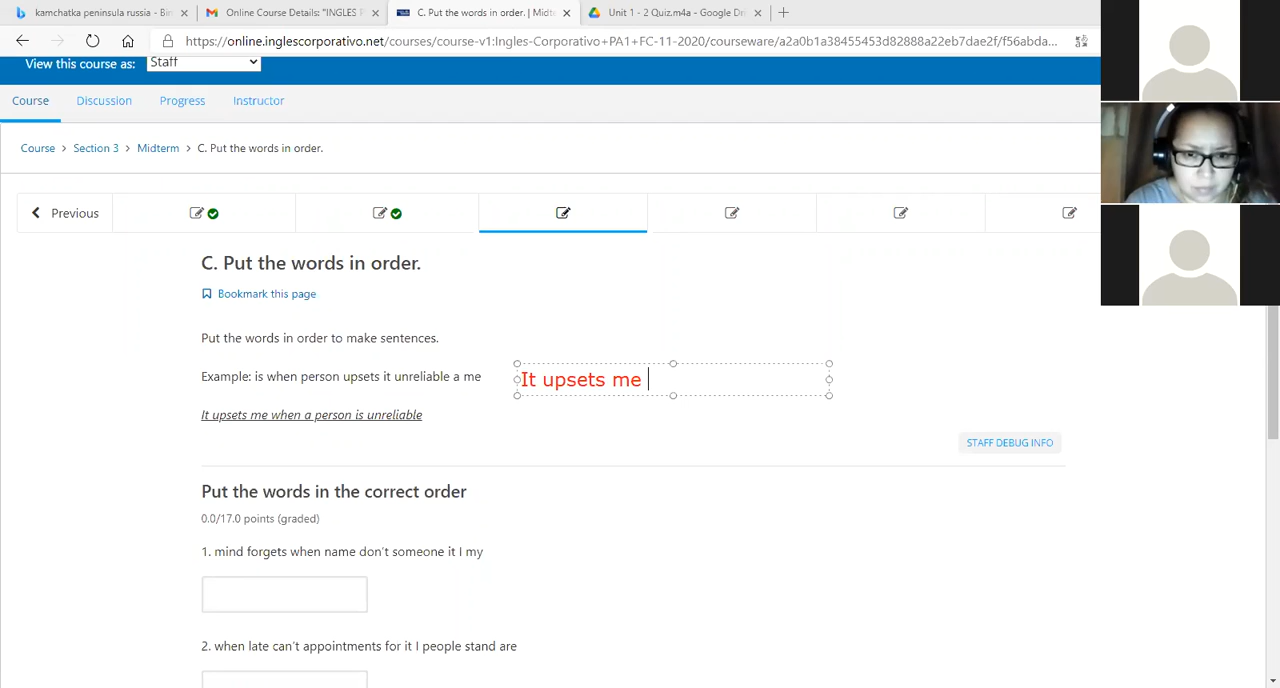 kamchatka peninsula russia - Bin
Online Course Details: "INGLES P
C. Put the words in order. | Midte
Unit 1 - 2 Quiz.m4a - Google Dri
https://online.inglescorporativo.net/courses/course-v1:Ingles-Corporativo+PA1+FC-11-2020/courseware/a2a0b1a38455453d82888a22eb7dae2f/f56abda...
View this course as: Staff
Course Discussion Progress Instructor
Course > Section 3 > Midterm > C. Put the words in order.
Previous
C. Put the words in order.
Bookmark this page
Put the words in order to make sentences.
Example: is when person upsets it unreliable a me
It upsets me
It upsets me when a person is unreliable
STAFF DEBUG INFO
Put the words in the correct order
0.0/17.0 points (graded)
1. mind forgets when name don't someone it I my
2. when late can't appointments for it I people stand are